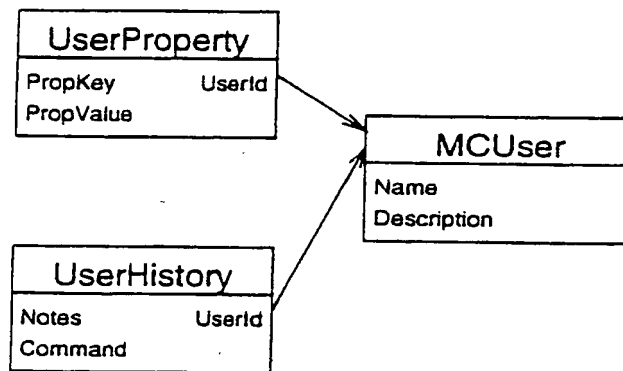 UserProperty
PropKey UserId
PropValue
MCUser
Name
Description
UserHistory
Notes UserId
Command